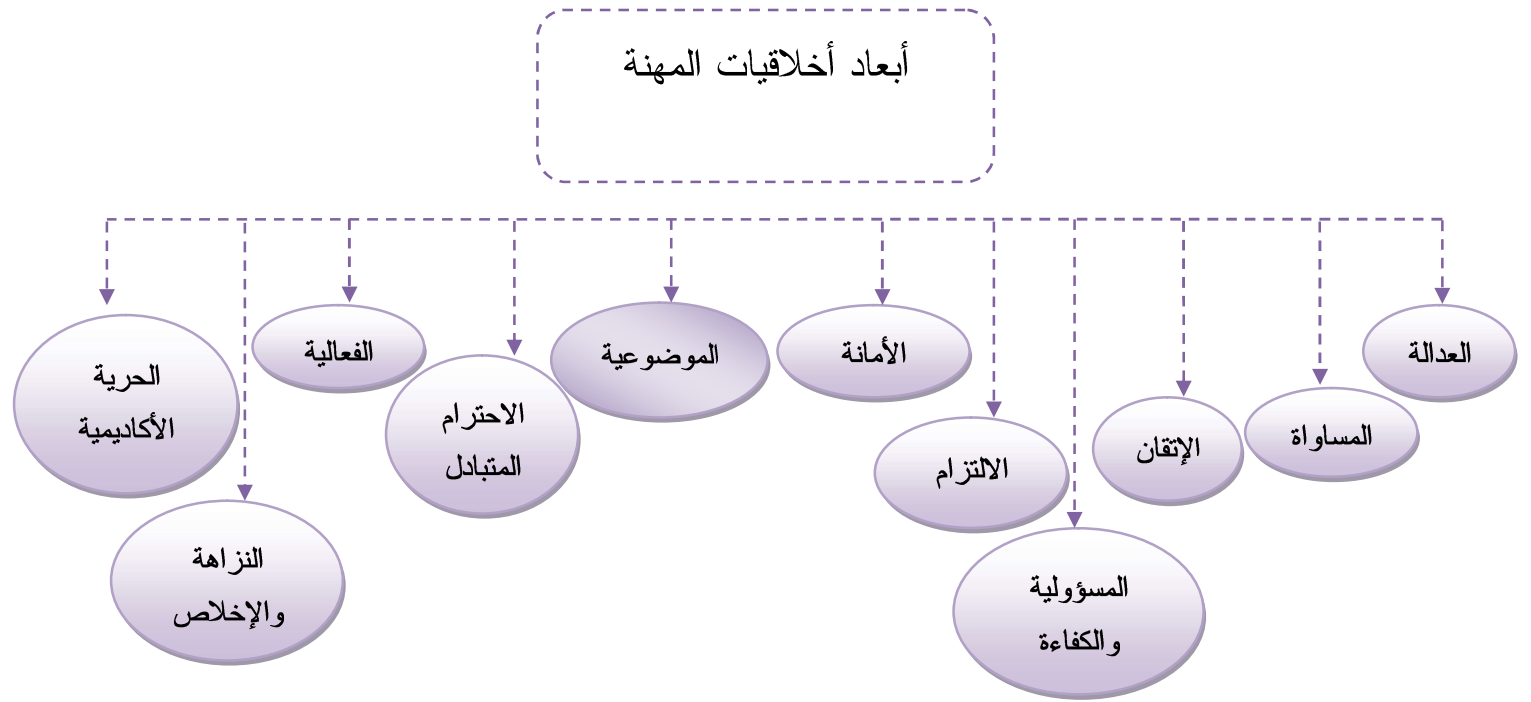 أبعاد أخلاقيات المهنة
العدالة
المساواة
الإتقان
المسؤولية
والكفاءة
الالتزام
الأمانة
الموضوعية
الاحترام
المتبادل
الفعالية
النزاهة
والإخلاص
الحرية
الأكاديمية